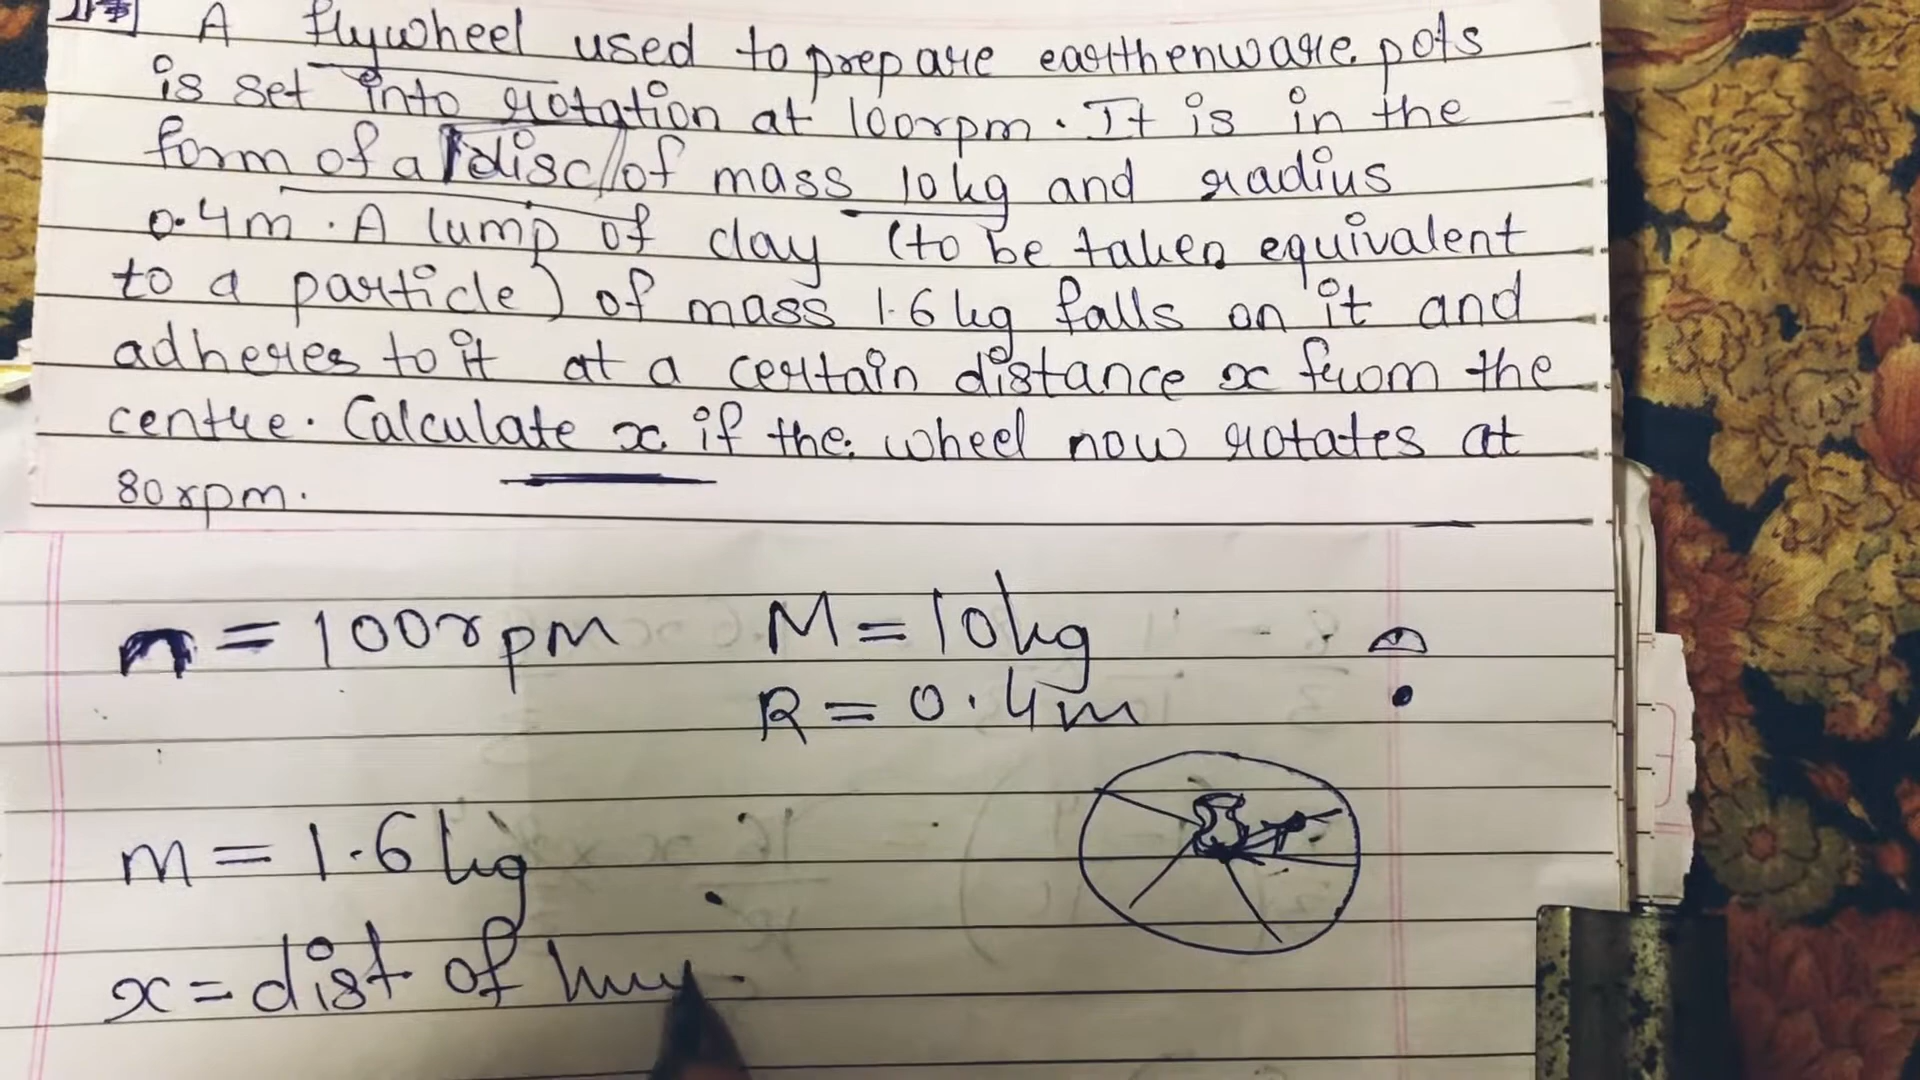 A flywheel used to prepare earthenware pots
is set into rotation at 100rpm. It is in the
form of a disc of mass 10kg and radius
0.4m. A lump of clay (to be taken equivalent
to a particle) of mass 1.6kg falls on it and
adheres to it at a certain distance x from the
centre. Calculate x if the wheel now rotates at
80rpm.
n = 100rpm M = 10kg
R = 0.4m
m = 1.6kg
x = dist of